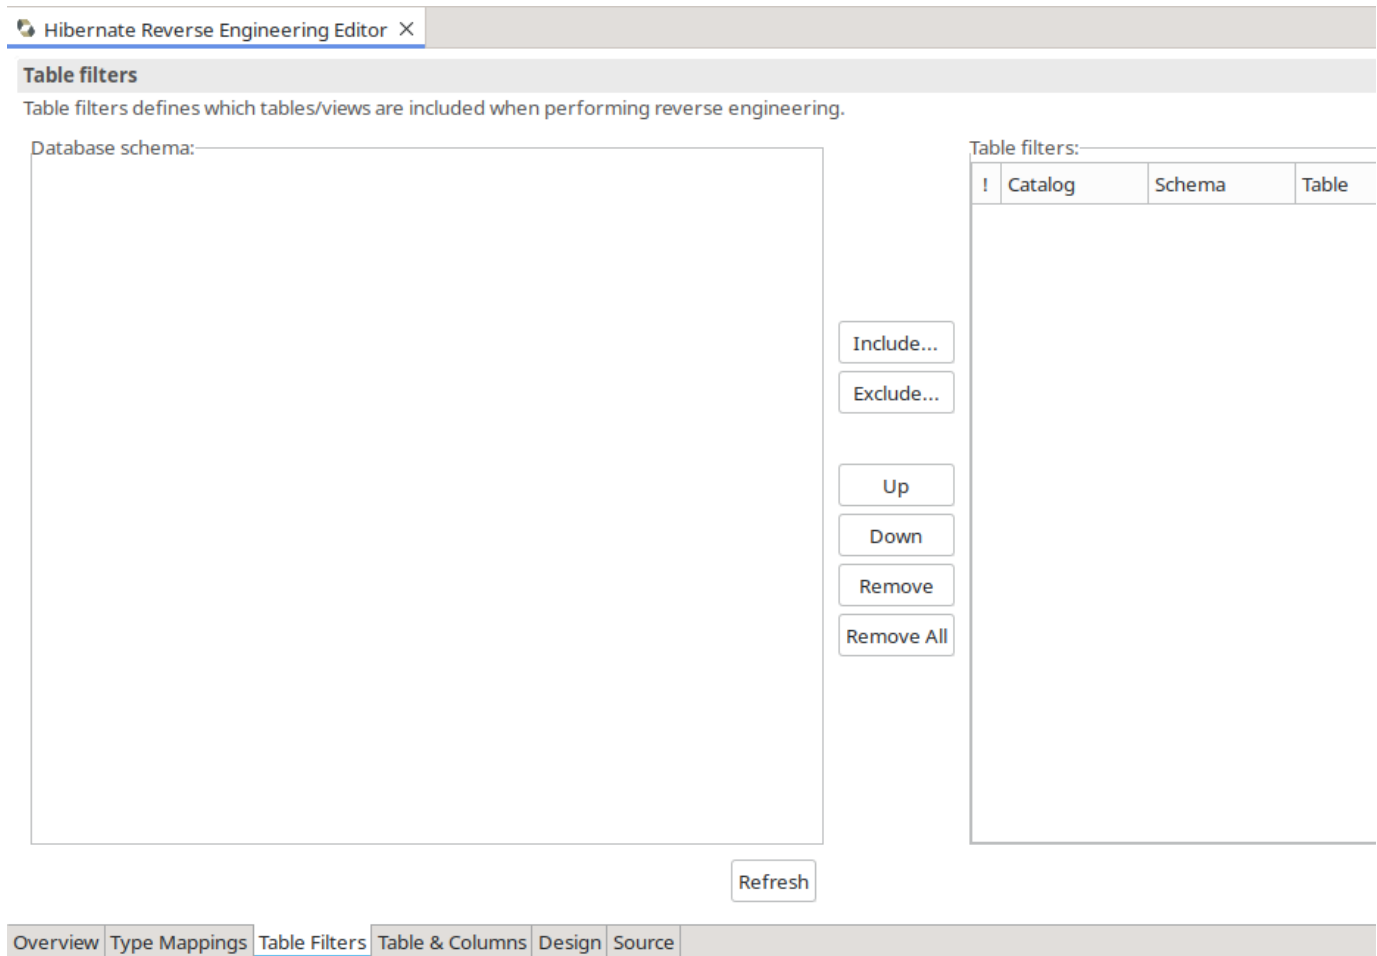 Hibernate Reverse Engineering Editor
Table filters
Table filters defines which tables/views are included when performing reverse engineering.
Database schema:
Table filters:
! Catalog Schema Table
Include...
Exclude...
Up
Down
Remove
Remove All
Refresh
Overview Type Mappings Table Filters Table & Columns Design Source